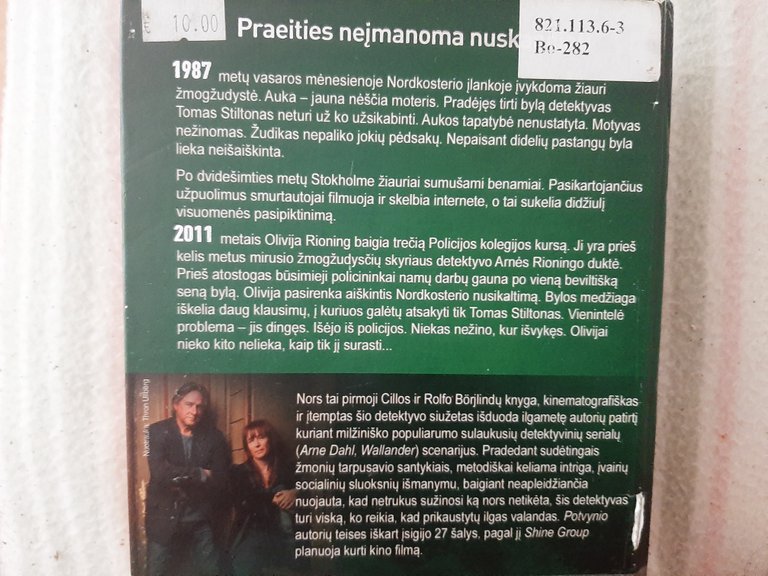 € 10.00
Praeities neįmanoma nusk
821.113.6-3
Bo-282
1987 metų vasaros mėnesienoje Nordkosterio įlankoje įvykdoma žiauri
žmogžudystė. Auka – jauna nėščia moteris. Pradėjęs tirti bylą detektyvas
Tomas Stiltonas neturi už ko užsikabinti. Aukos tapatybė nenustatyta. Motyvas
nežinomas. Žudikas nepaliko jokių pėdsakų. Nepaisant didelių pastangų byla
lieka neišaiškinta.
Po dvidešimties metų Stokholme žiauriai sumušami benamiai. Pasikartojančius
užpuolimus smurtautojai filmuoja ir skelbia internete, o tai sukelia didžiulį
visuomenės pasipiktinimą.
2011 metais Olivija Rioning baigia trečią Policijos kolegijos kursą. Ji yra prieš
kelis metus mirusio žmogžudysčių skyriaus detektyvo Arnės Rioningo duktė.
Prieš atostogas būsimieji policininkai namų darbų gauna po vieną beviltišką
seną bylą. Olivija pasirenka aiškintis Nordkosterio nusikaltimą. Bylos medžiaga
iškelia daug klausimų, į kuriuos galėtų atsakyti tik Tomas Stiltonas. Vienintelė
problema – jis dingęs. Išėjo iš policijos. Niekas nežino, kur išvykęs. Olivijai
nieko kito nelieka, kaip tik jį surasti...
Nors tai pirmoji Cillos ir Rolfo Börjlindų knyga, kinematografiškas
ir įtemptas šio detektyvo siužetas išduoda ilgametę autorių patirtį
kuriant milžiniško populiarumo sulaukusių detektyvinių serialų
(Arne Dahl, Wallander) scenarijus. Pradedant sudėtingais
žmonių tarpusavio santykiais, metodiškai keliama intriga, įvairių
socialinių sluoksnių išmanymu, baigiant neapleidžiančia
nuojauta, kad netrukus sužinosi ką nors netikėta, šis detektyvas
turi viską, ko reikia, kad prikaustytų ilgas valandas. Potvynio
autorių teises iškart įsigijo 27 šalys, pagal jį Shine Group
planuoja kurti kino filmą.